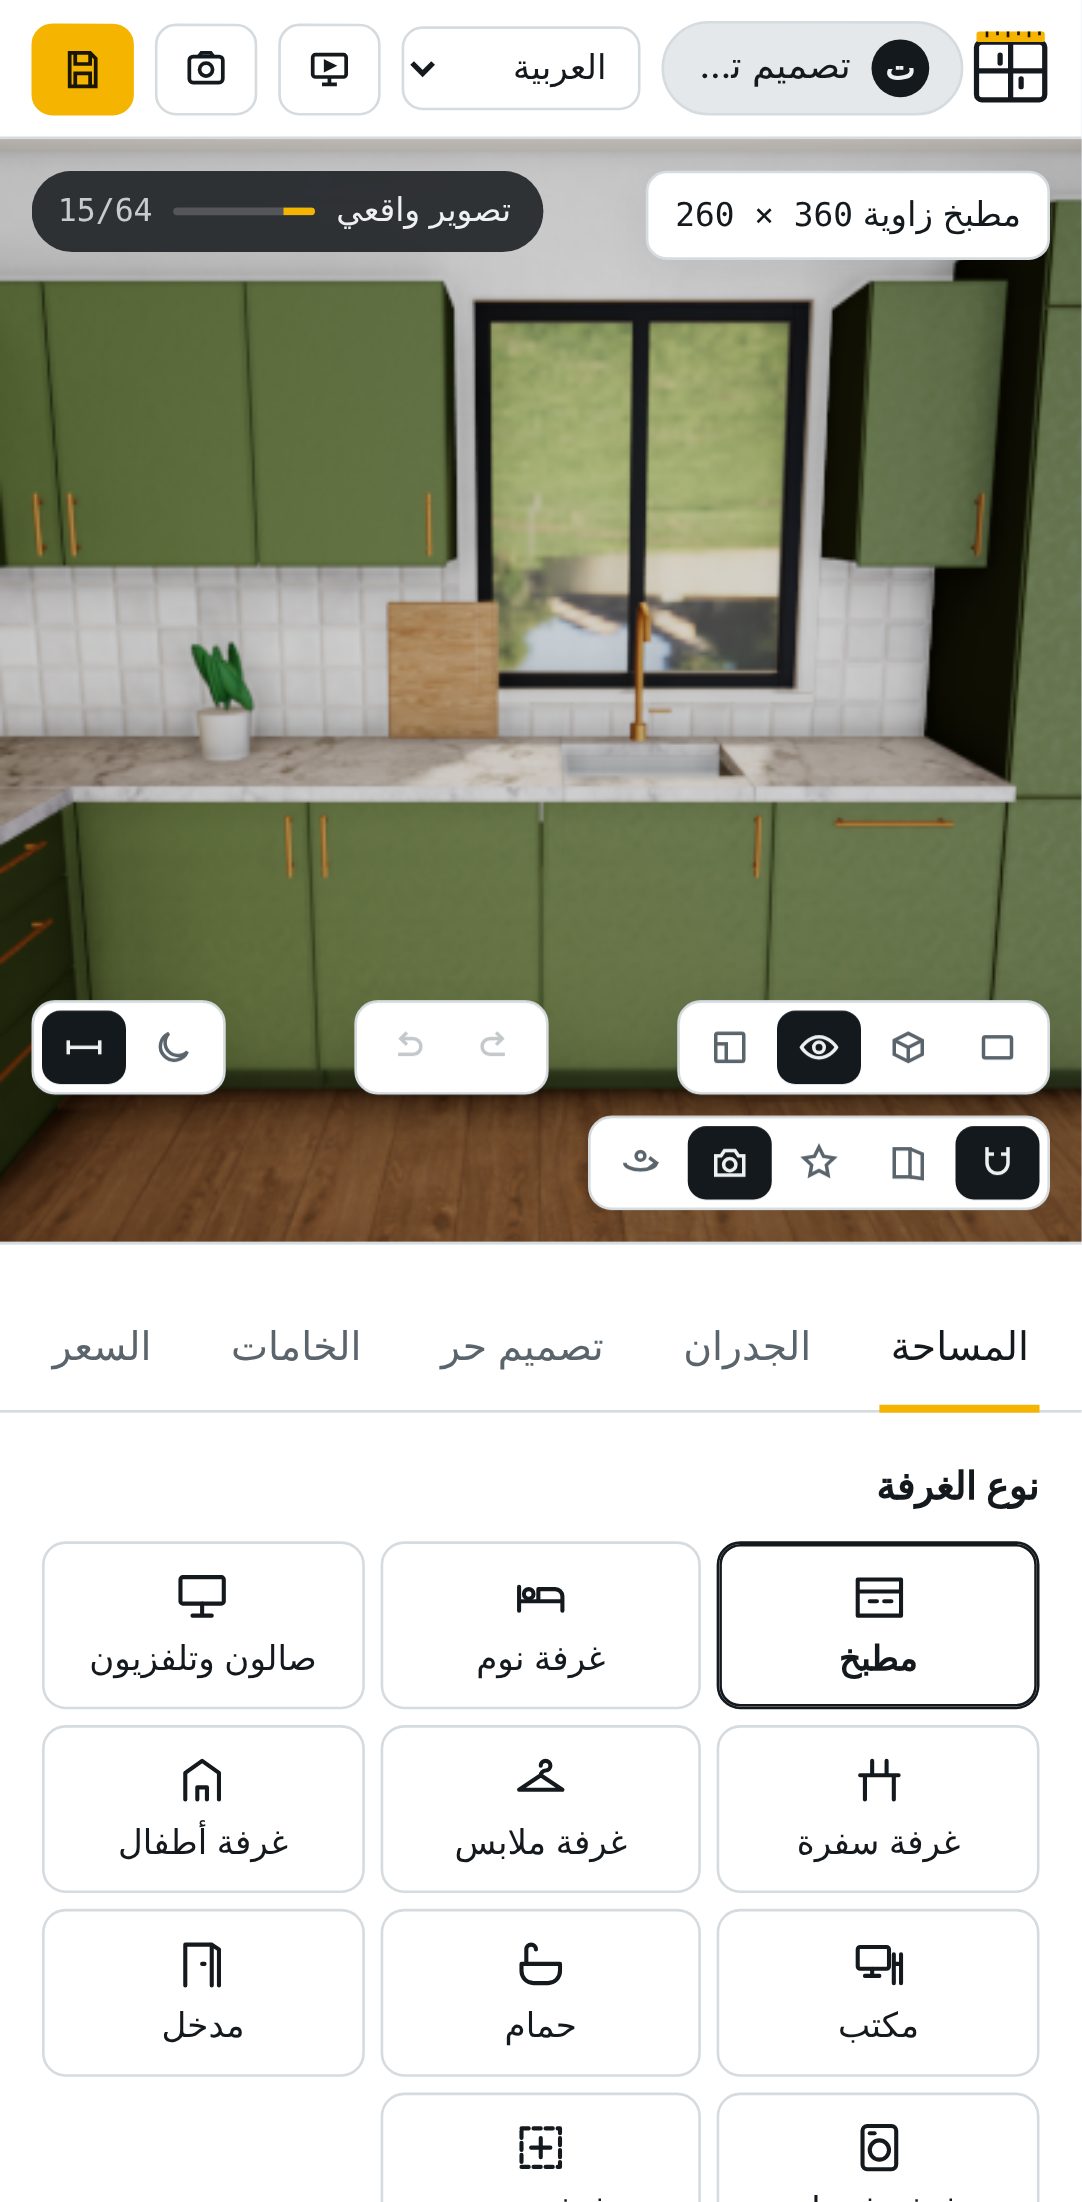 ت تصميم ت...
العربية
مطبخ زاوية 360 × 260
تصوير واقعي 15/64
المساحة
الجدران
تصميم حر
الخامات
السعر
نوع الغرفة
مطبخ
غرفة نوم
صالون وتلفزيون
غرفة سفرة
غرفة ملابس
غرفة أطفال
مكتب
حمام
مدخل